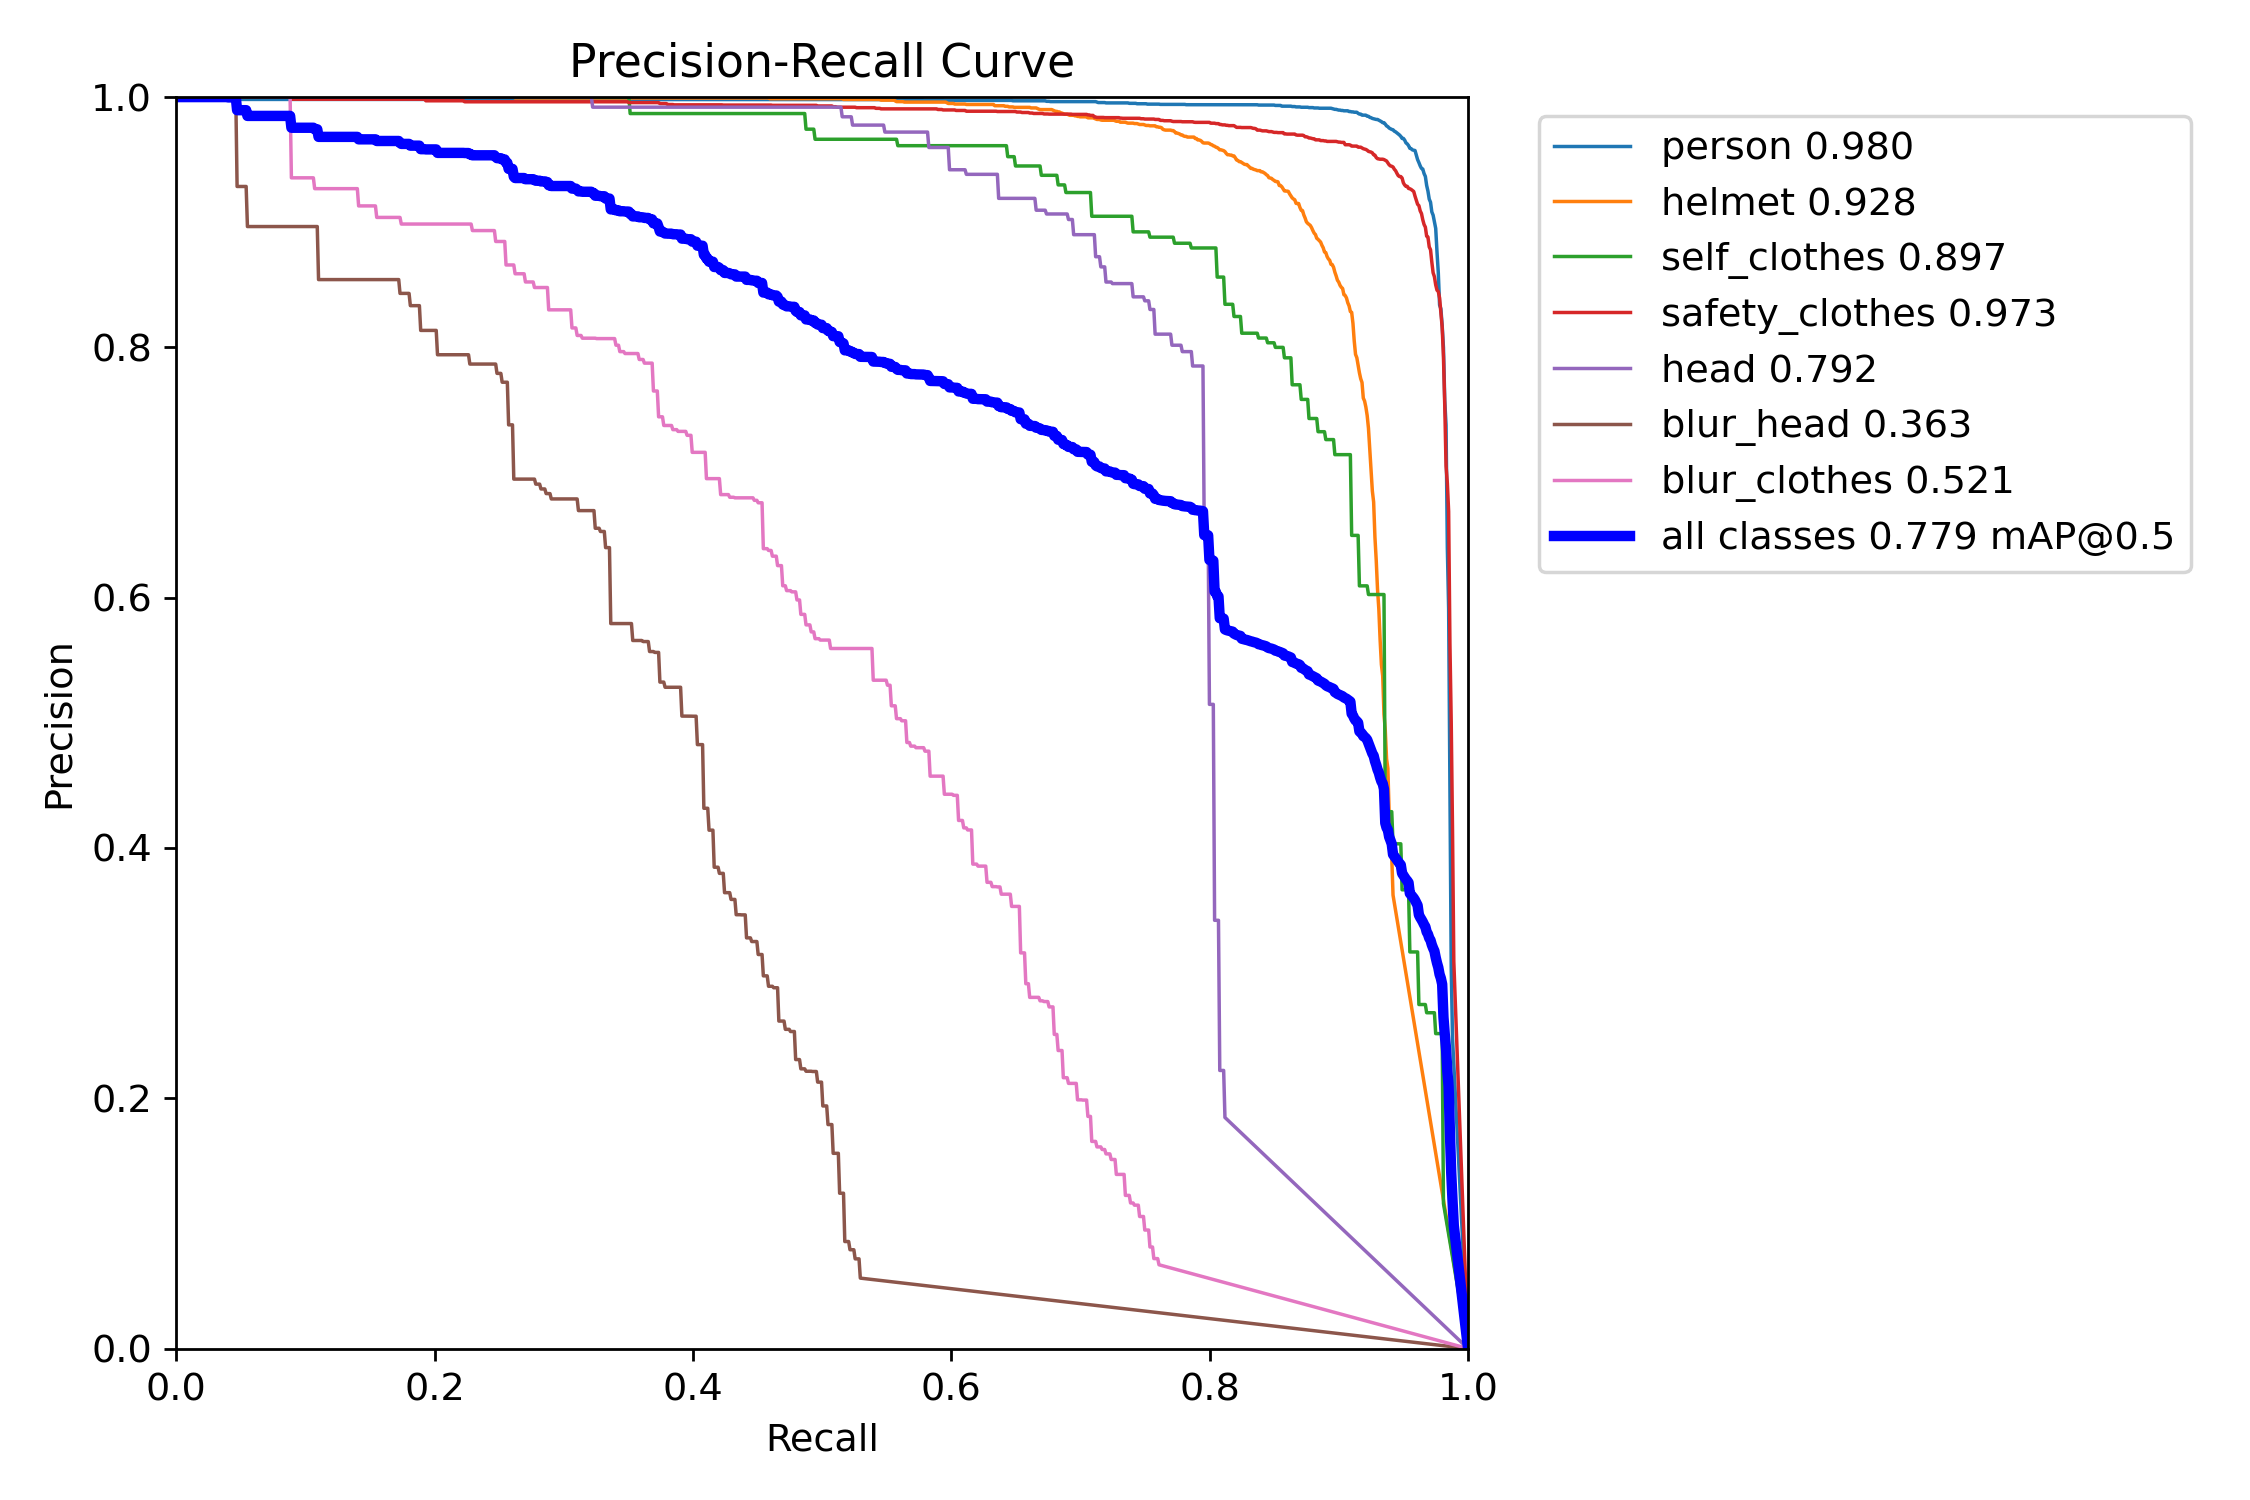 Precision-Recall Curve
1.0
0.8
0.6
0.4
0.2
0.0
Precision
0.0 0.2 0.4 0.6 0.8 1.0
Recall
person 0.980
helmet 0.928
self_clothes 0.897
safety_clothes 0.973
head 0.792
blur_head 0.363
blur_clothes 0.521
all classes 0.779 mAP@0.5